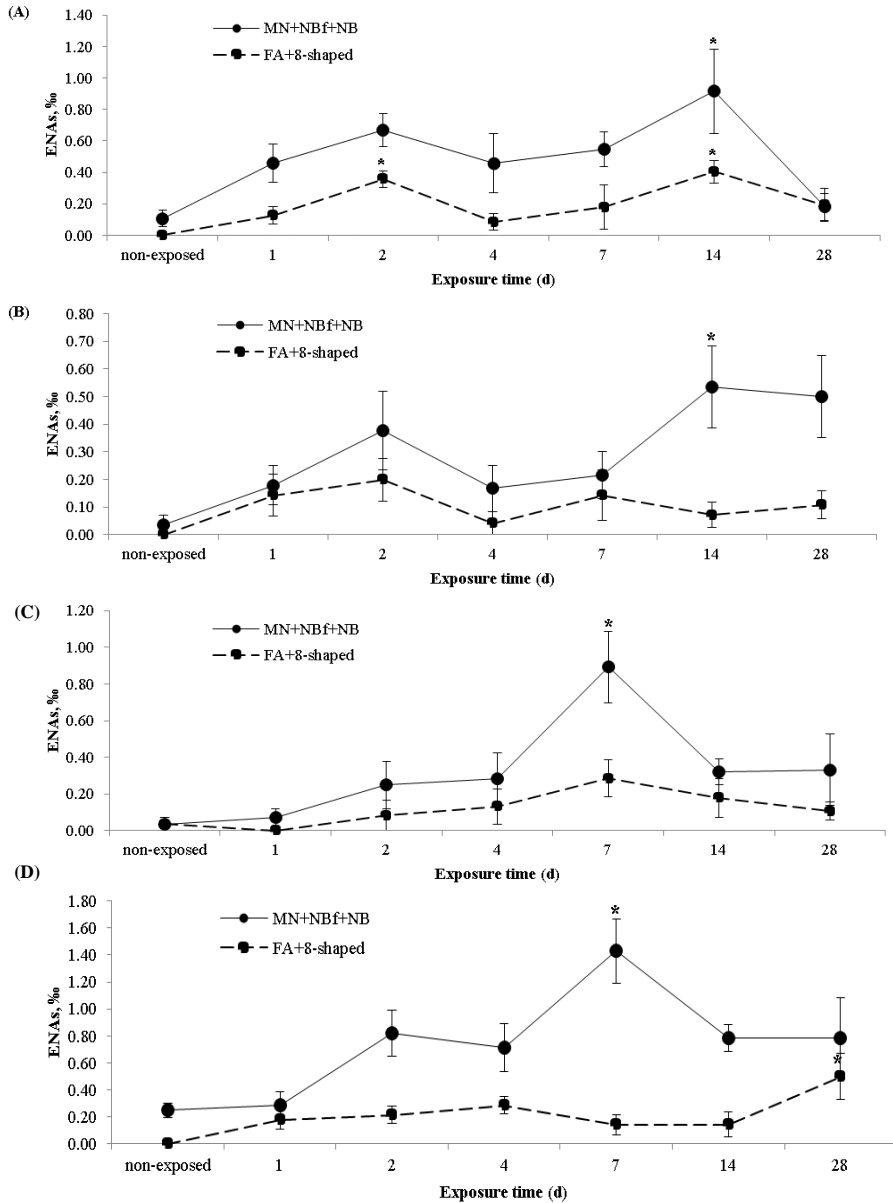 (A)
1.40
1.20
1.00
0.80
0.60
0.40
0.20
0.00
ENAs,‰
MN+NBf+NB
FA+8-shaped
*
*
*
non-exposed 1 2 4 7 14 28
Exposure time (d)
(B)
0.80
0.70
0.60
0.50
0.40
0.30
0.20
0.10
0.00
ENAs,‰
MN+NBf+NB
FA+8-shaped
*
non-exposed 1 2 4 7 14 28
Exposure time (d)
(C)
1.20
1.00
0.80
0.60
0.40
0.20
0.00
ENAs,‰
MN+NBf+NB
FA+8-shaped
*
non-exposed 1 2 4 7 14 28
Exposure time (d)
(D)
1.80
1.60
1.40
1.20
1.00
0.80
0.60
0.40
0.20
0.00
ENAs,‰
MN+NBf+NB
FA+8-shaped
*
*
non-exposed 1 2 4 7 14 28
Exposure time (d)